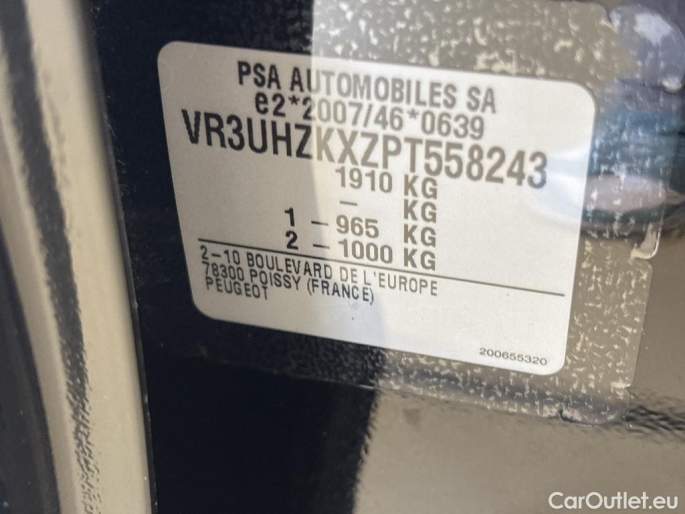 PSA AUTOMOBILES SA
e2*2007/46*0639
VR3UHZKXZPT558243
1910 KG
– KG
1 –965 KG
2 –1000 KG
2–10 BOULEVARD DE L'EUROPE
78300 POISSY (FRANCE)
PEUGEOT
200655320
CarOutlet.eu